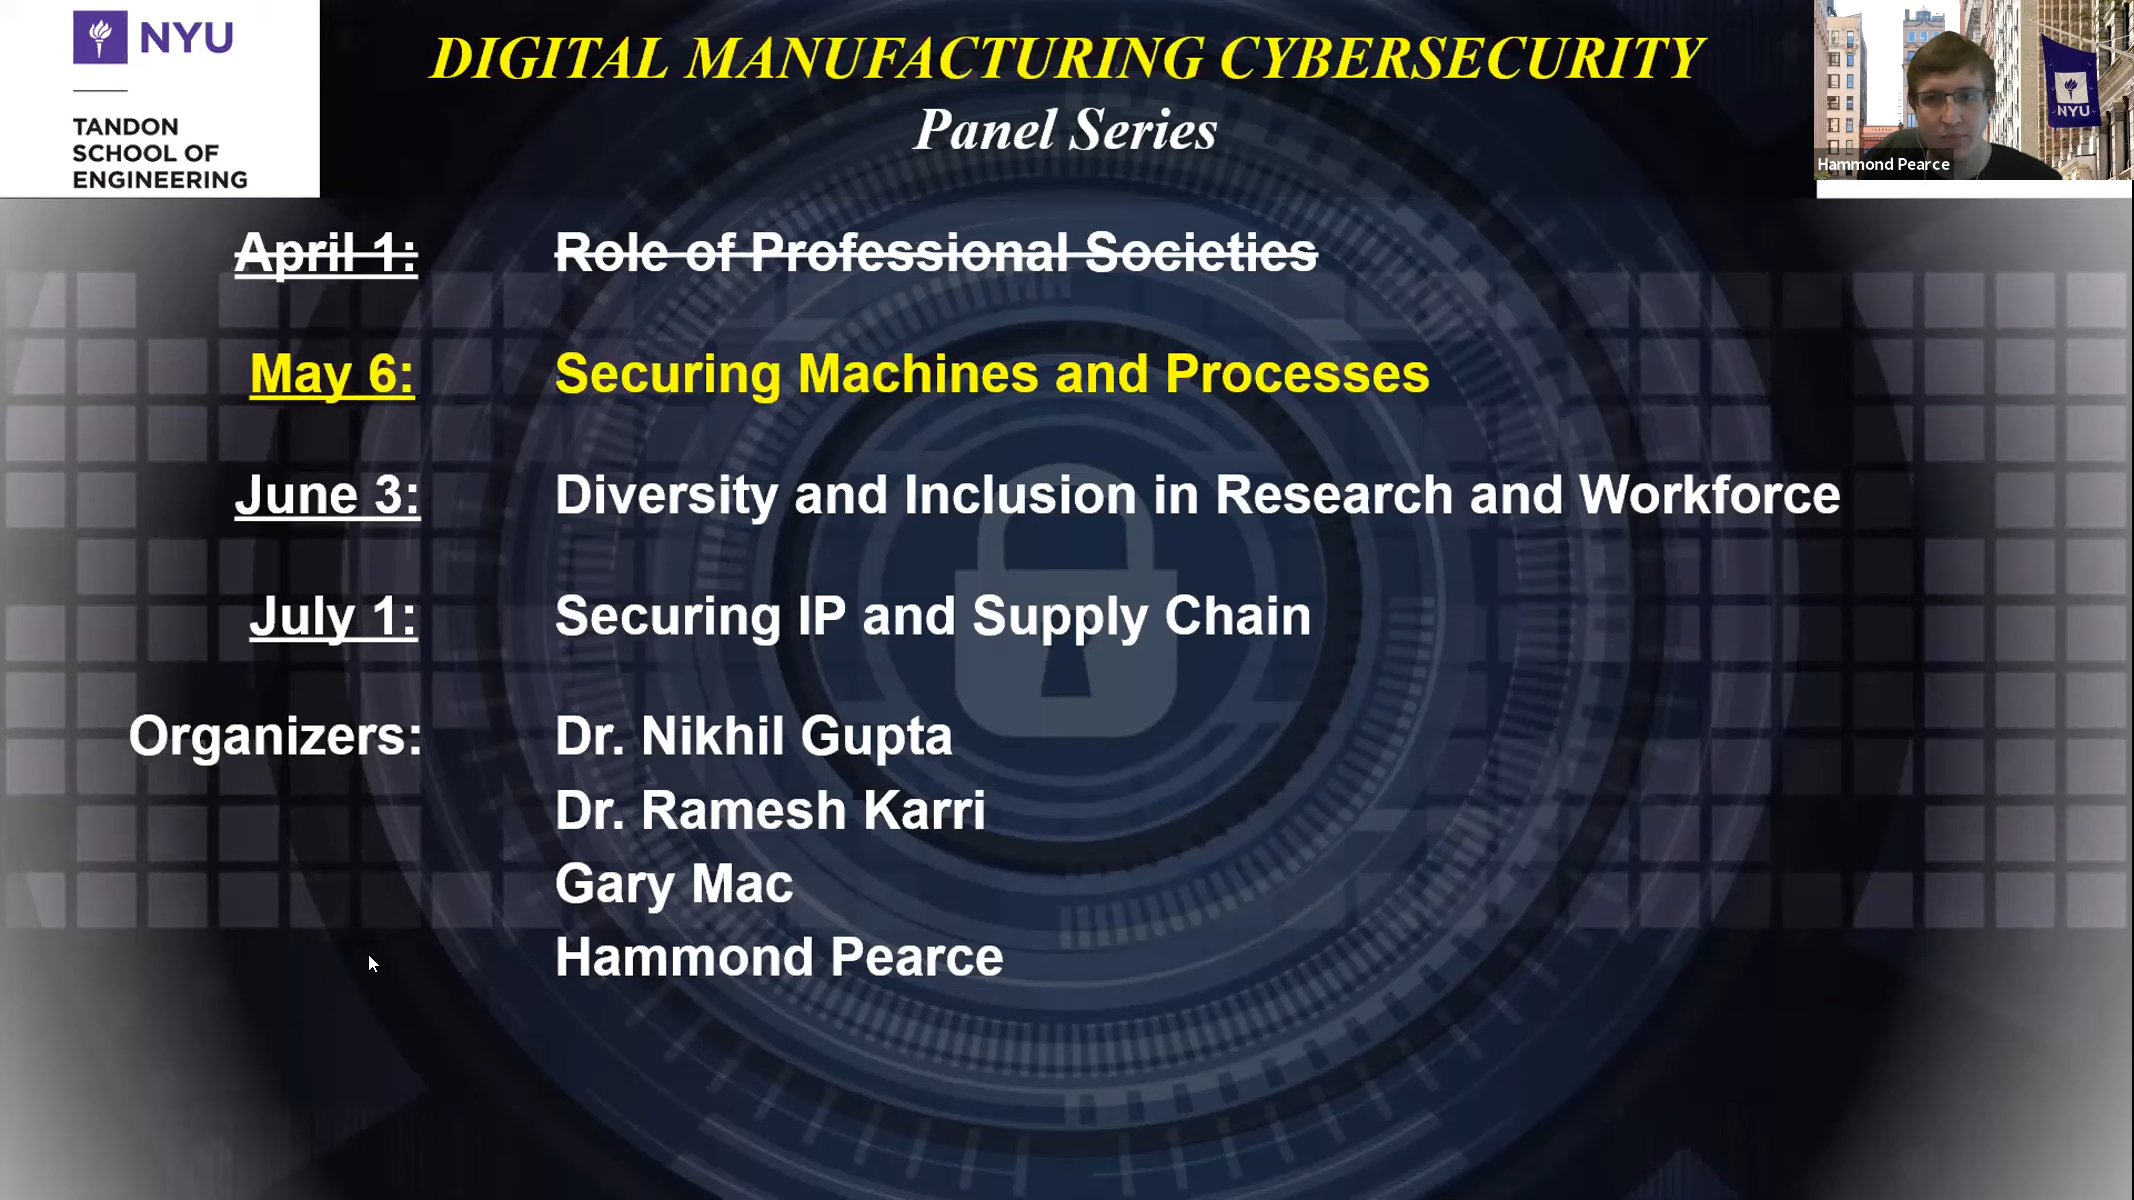 NYU
TANDON
SCHOOL OF
ENGINEERING
DIGITAL MANUFACTURING CYBERSECURITY
Panel Series
NYU
Hammond Pearce
April 1: Role of Professional Societies
May 6: Securing Machines and Processes
June 3: Diversity and Inclusion in Research and Workforce
July 1: Securing IP and Supply Chain
Organizers: Dr. Nikhil Gupta
Dr. Ramesh Karri
Gary Mac
Hammond Pearce